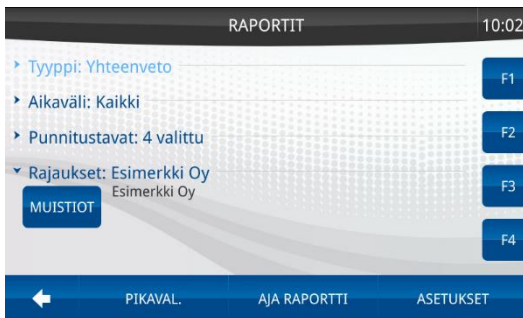 RAPORTIT 10:02
Tyyppi: Yhteenveto
F1
Aikaväli: Kaikki
Punnitustavat: 4 valittu
F2
Rajaukset: Esimerkki Oy
Esimerkki Oy
F3
MUISTIOT
F4
PIKAVAL. AJA RAPORTTI ASETUKSET